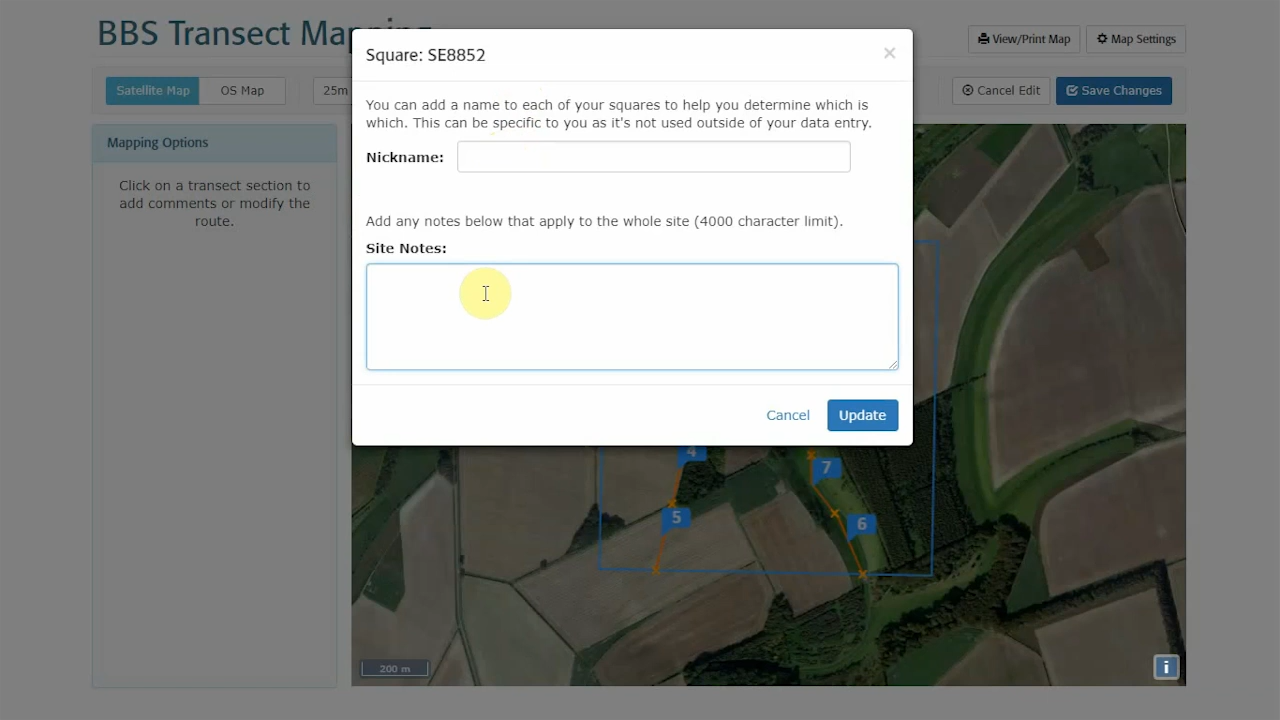 BBS Transect Mapping
View/Print Map
Map Settings
Satellite Map
OS Map
25m
Cancel Edit
Save Changes
Mapping Options
Click on a transect section to
add comments or modify the
route.
Square: SE8852
×
You can add a name to each of your squares to help you determine which is
which. This can be specific to you as it's not used outside of your data entry.
Nickname:
Add any notes below that apply to the whole site (4000 character limit).
Site Notes:
Cancel
Update
4
7
5
6
200 m
i